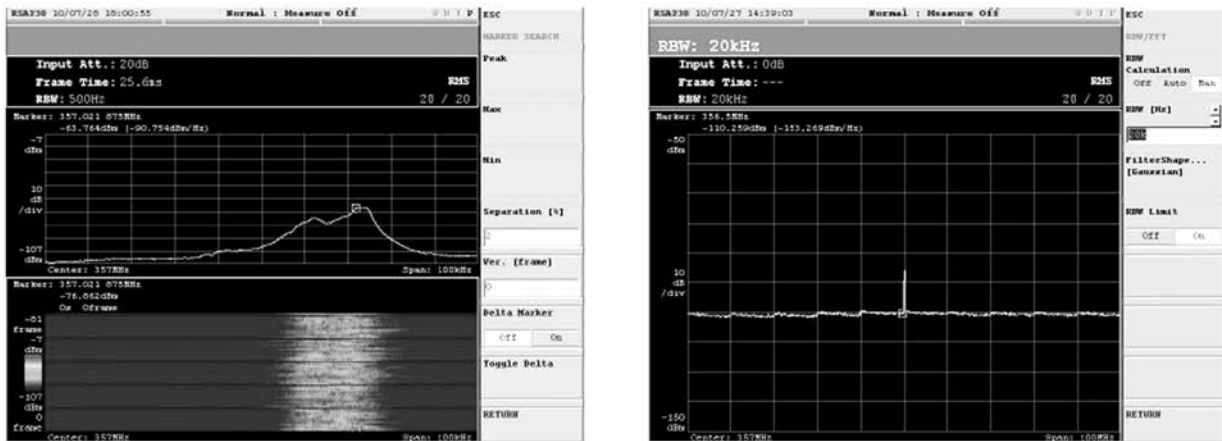 RSA230 10/07/26 18:00:55
Normal : Measure Off
ESC
MARKER SEARCH
Input Att.: 20dB
Frame Time: 25.6ms
RBW: 500Hz
RMS
20 / 20
Peak
Marker: 357.021 875MHz
-63.764dBm (-90.754dBm/Hz)
-7
dBm
10
dB
/div
-107
dBm
Center: 357MHz
Span: 100kHz
Max
Min
Separation [%]
2
Ver. [frame]
0
Marker: 357.021 875MHz
-76.862dBm
0s 0frame
-81
frame
-7
dBm
-107
dBm
0
frame
Center: 357MHz
Span: 100kHz
Delta Marker
Off
On
Toggle Delta
RETURN
10/07/27 14:39:03
Normal : Measure Off
ESC
RBW/FFT
RBW: 20kHz
Input Att.: 0dB
Frame Time: ---
RBW: 20kHz
RMS
20 / 20
RBW
Calculation
Off
Auto
Man
Marker: 356.5MHz
-110.259dBm (-153.269dBm/Hz)
-50
dBm
10
dB
/div
-150
dBm
Center: 357MHz
RBW [Hz]
20k
FilterShape...
[Gaussian]
RBW Limit
Off
On
RETURN